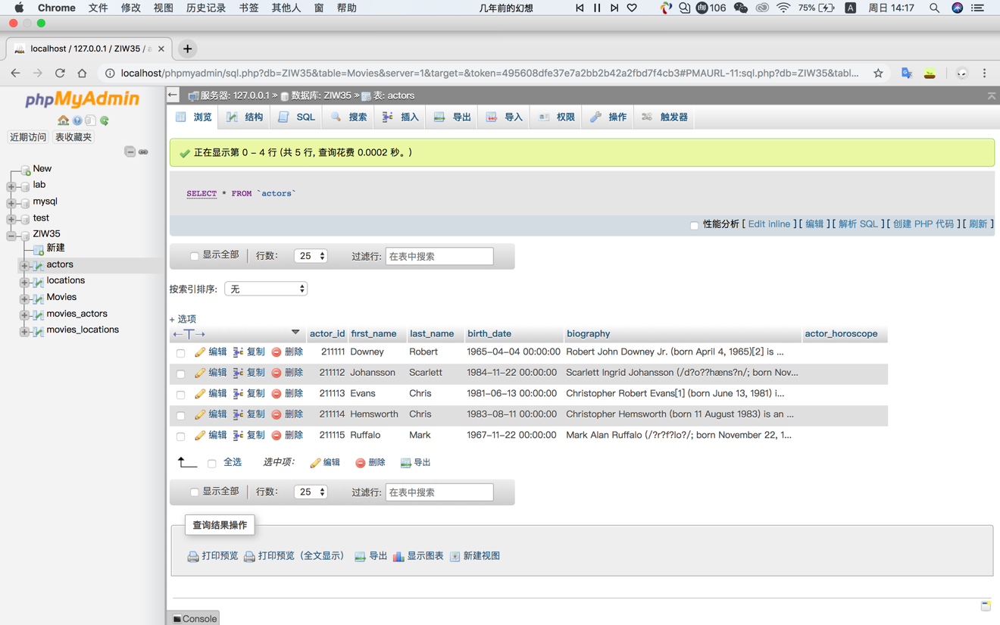 Chrome 文件 修改 视图 历史记录 书签 其他人 窗 帮助 几年前的幻想 106 75% A 周日 14:17
localhost / 127.0.0.1 / ZIW35 / a
localhost/phpmyadmin/sql.php?db=ZIW35&table=Movies&server=1&target=&token=495608dfe37e7a2bb2b42a2fbd7f4cb3#PMAURL-11:sql.php?db=ZIW35&tabl...
phpMyAdmin
近期访问 表收藏夹
New
lab
mysql
test
ZIW35
新建
actors
locations
Movies
movies_actors
movies_locations
服务器: 127.0.0.1 » 数据库: ZIW35 » 表: actors
浏览 结构 SQL 搜索 插入 导出 导入 权限 操作 触发器
正在显示第 0 - 4 行 (共 5 行, 查询花费 0.0002 秒。)
SELECT * FROM `actors`
性能分析 [ Edit inline ] [ 编辑 ] [ 解析 SQL ] [ 创建 PHP 代码 ] [ 刷新 ]
显示全部 行数: 25 过滤行: 在表中搜索
按索引排序: 无
+ 选项
←T→ actor_id first_name last_name birth_date biography actor_horoscope
编辑 复制 删除 211111 Downey Robert 1965-04-04 00:00:00 Robert John Downey Jr. (born April 4, 1965)[2] is ...
编辑 复制 删除 211112 Johansson Scarlett 1984-11-22 00:00:00 Scarlett Ingrid Johansson (/d?o??hæns?n/; born Nov...
编辑 复制 删除 211113 Evans Chris 1981-06-13 00:00:00 Christopher Robert Evans[1] (born June 13, 1981) i...
编辑 复制 删除 211114 Hemsworth Chris 1983-08-11 00:00:00 Christopher Hemsworth (born 11 August 1983) is an ...
编辑 复制 删除 211115 Ruffalo Mark 1967-11-22 00:00:00 Mark Alan Ruffalo (/?r?f?lo?/; born November 22, 1...
全选 选中项: 编辑 删除 导出
显示全部 行数: 25 过滤行: 在表中搜索
查询结果操作
打印预览 打印预览（全文显示） 导出 显示图表 新建视图
Console